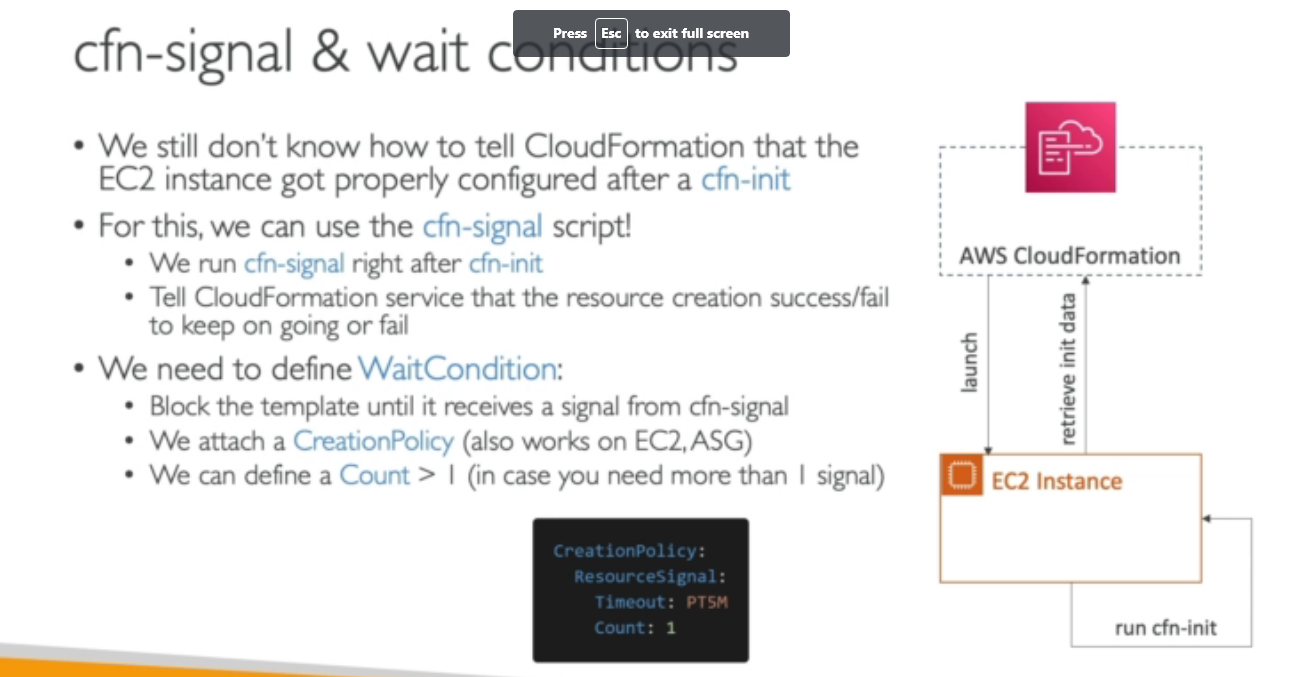 Press Esc to exit full screen
cfn-signal & wait conditions
• We still don't know how to tell CloudFormation that the
EC2 instance got properly configured after a cfn-init
• For this, we can use the cfn-signal script!
• We run cfn-signal right after cfn-init
• Tell CloudFormation service that the resource creation success/fail
to keep on going or fail
• We need to define WaitCondition:
• Block the template until it receives a signal from cfn-signal
• We attach a CreationPolicy (also works on EC2, ASG)
• We can define a Count > 1 (in case you need more than 1 signal)
CreationPolicy:
ResourceSignal:
Timeout: PT5M
Count: 1
AWS CloudFormation
launch
retrieve init data
EC2 Instance
run cfn-init